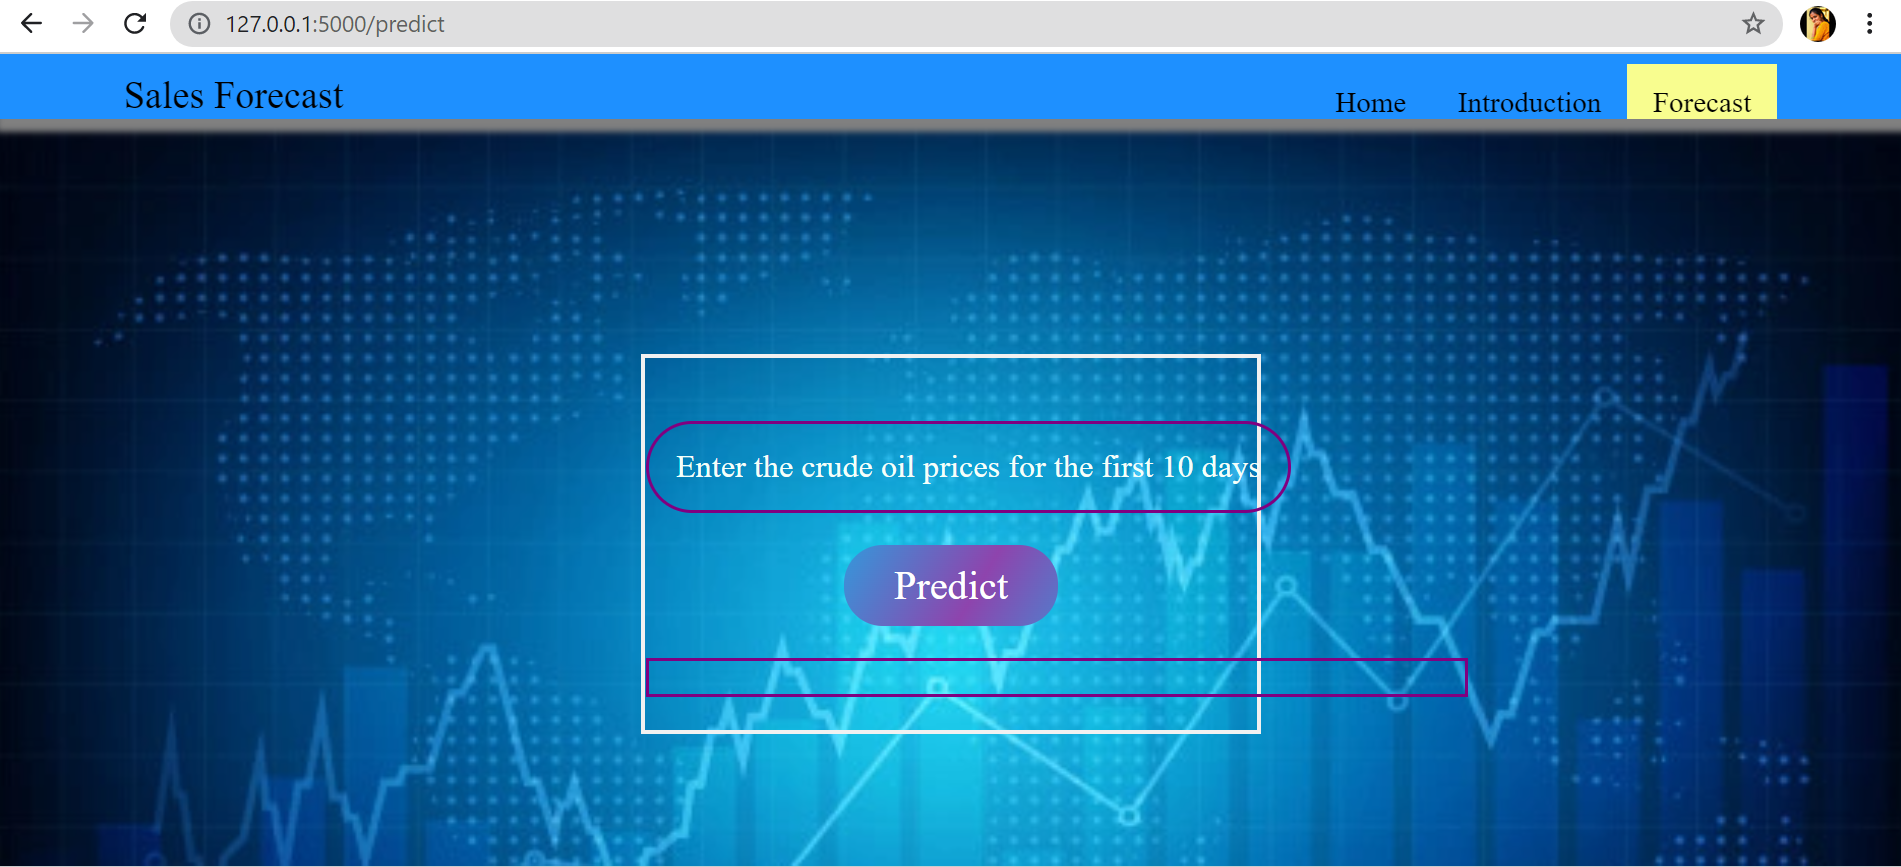 127.0.0.1:5000/predict
Sales Forecast
Home Introduction Forecast
Enter the crude oil prices for the first 10 days
Predict